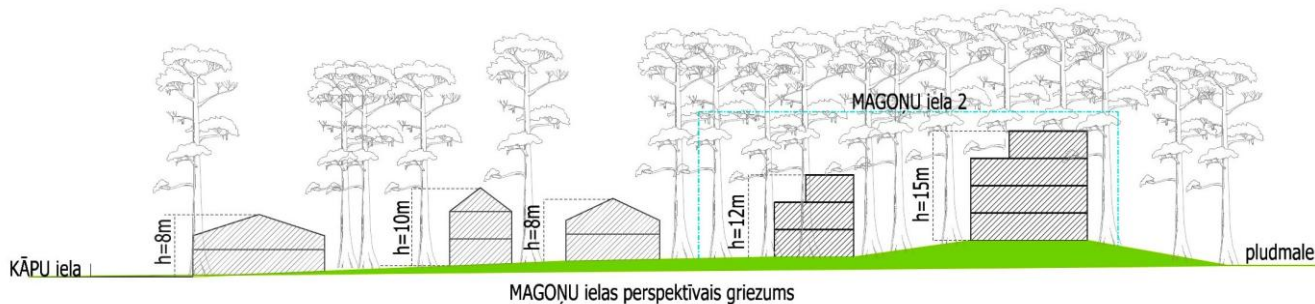 MAGOŅU iela 2
h=8m
h=10m
h=8m
h=12m
h=15m
KĀPU iela
pludmale
MAGOŅU ielas perspektīvais griezums